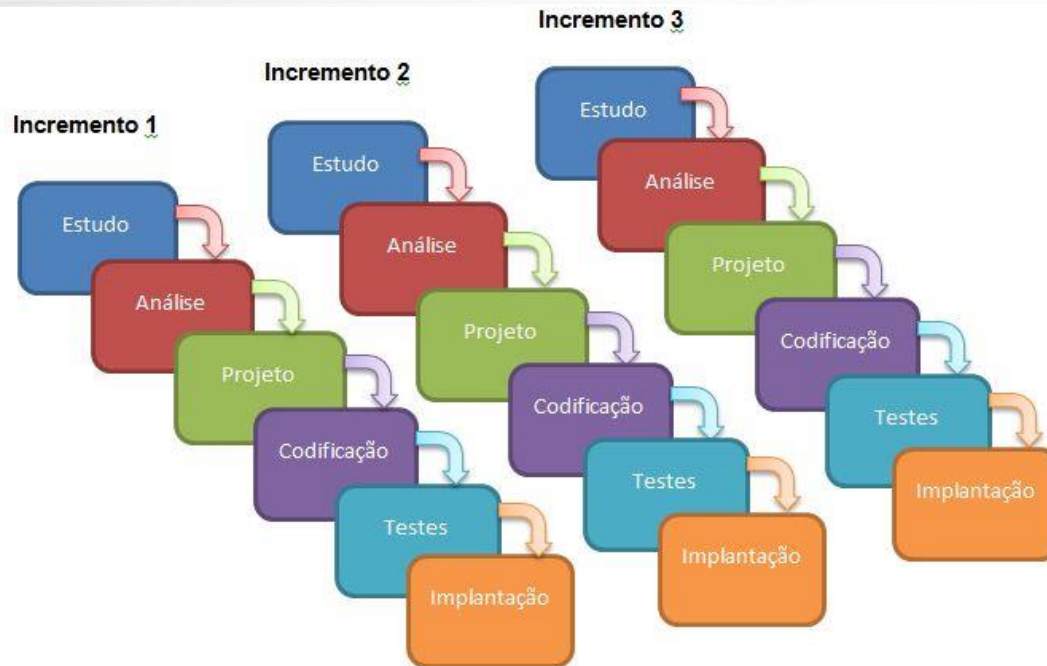 Incremento 1
Estudo
Análise
Projeto
Codificação
Testes
Implantação
Incremento 2
Estudo
Análise
Projeto
Codificação
Testes
Implantação
Incremento 3
Estudo
Análise
Projeto
Codificação
Testes
Implantação